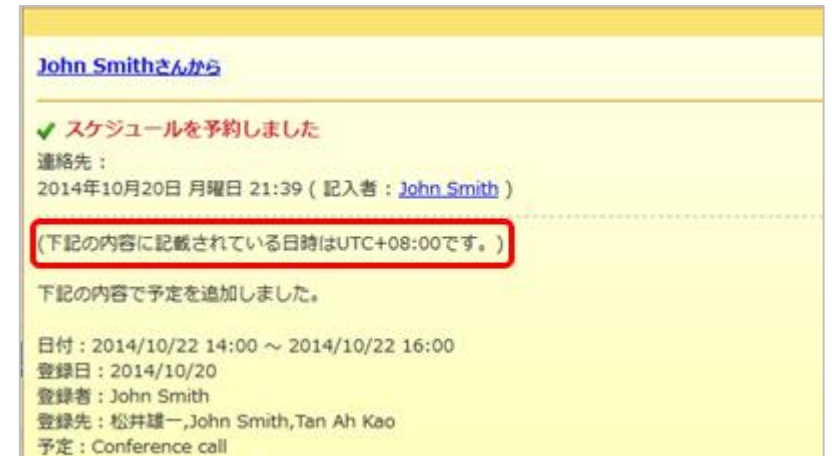 John Smithさんから
スケジュールを予約しました
連絡先：
2014年10月20日 月曜日 21:39 ( 記入者：John Smith )
(下記の内容に記載されている日時はUTC+08:00です。)
下記の内容で予定を追加しました。
日付：2014/10/22 14:00 ～ 2014/10/22 16:00
登録日：2014/10/20
登録者：John Smith
登録先：松井雄一,John Smith,Tan Ah Kao
予定：Conference call